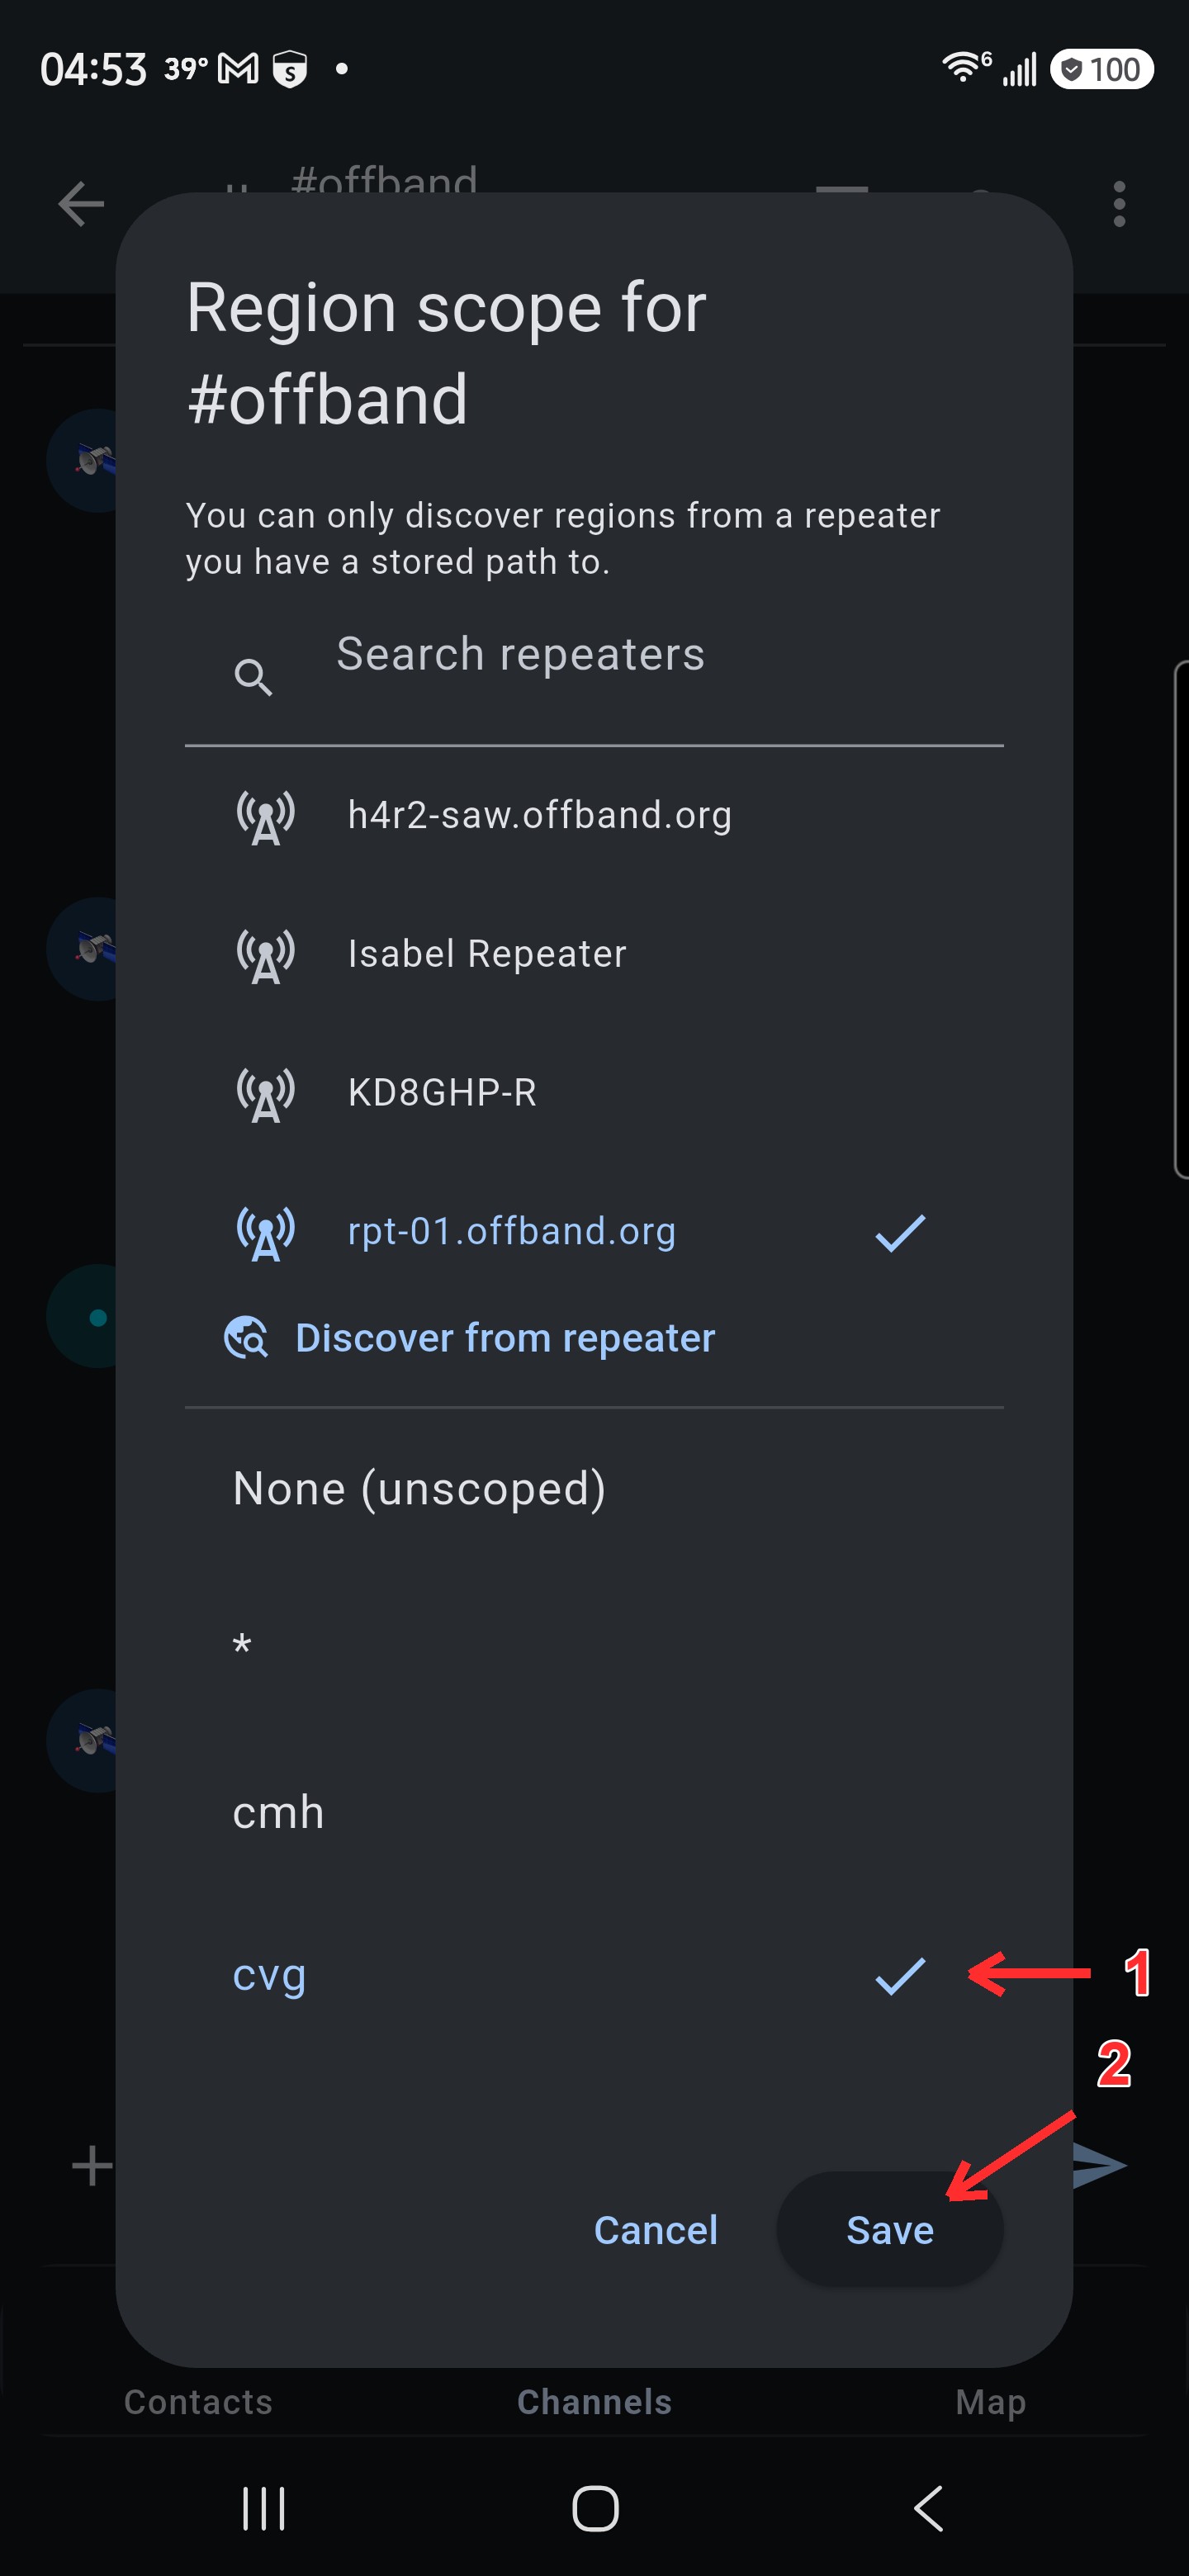 04:53 39° S 6 100
#offband
Region scope for
#offband
You can only discover regions from a repeater
you have a stored path to.
Search repeaters
h4r2-saw.offband.org
Isabel Repeater
KD8GHP-R
rpt-01.offband.org
Discover from repeater
None (unscoped)
*
cmh
cvg
1
2
Cancel Save
Contacts Channels Map